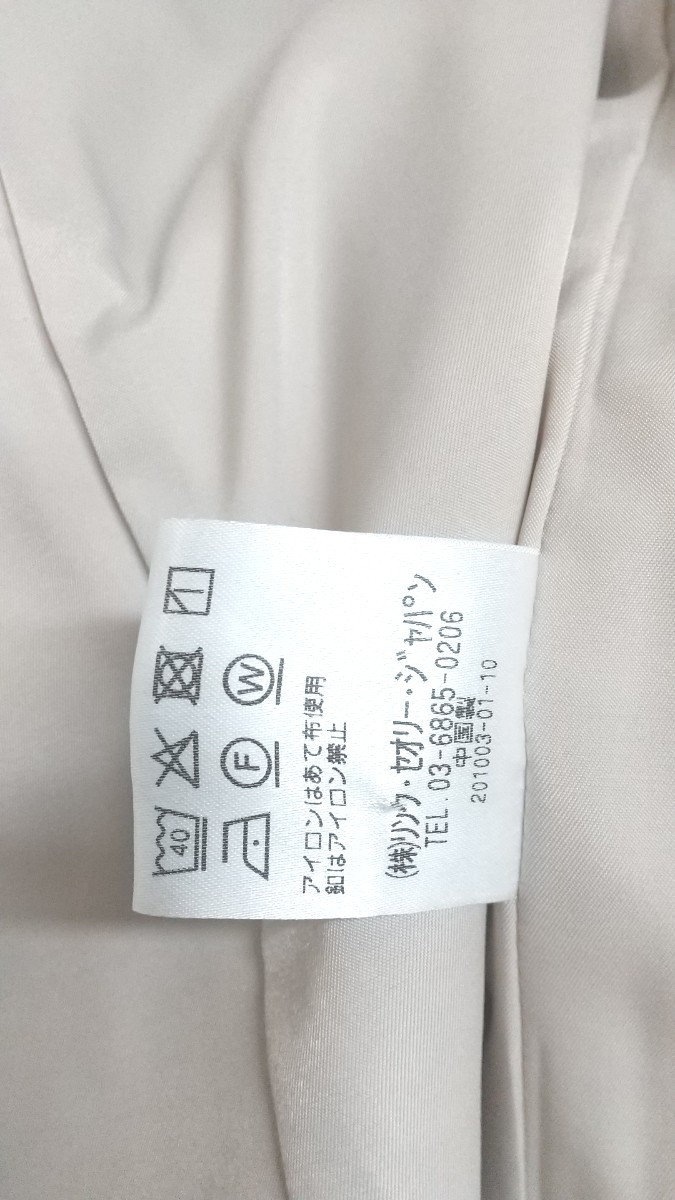 40
F
W
アイロンはあて布使用
釦はアイロン禁止
(株)リンク・セオリー・ジャパン
TEL:03-6865-0206
中国製
201003-01-10